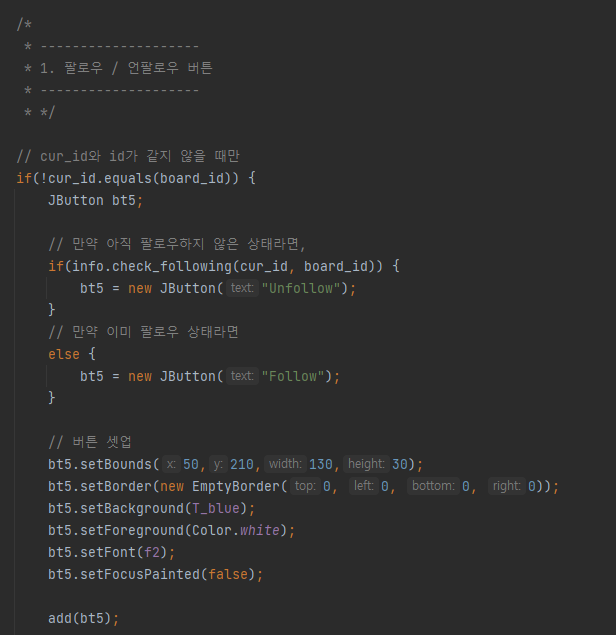 /*
 * --------------------
 * 1. 팔로우 / 언팔로우 버튼
 * --------------------
 * */
// cur_id와 id가 같지 않을 때만
if(!cur_id.equals(board_id)) {
    JButton bt5;
    // 만약 아직 팔로우하지 않은 상태라면,
    if(info.check_following(cur_id, board_id)) {
        bt5 = new JButton( text: "Unfollow");
    }
    // 만약 이미 팔로우 상태라면
    else {
        bt5 = new JButton( text: "Follow");
    }
    // 버튼 셋업
    bt5.setBounds( x: 50, y: 210, width: 130, height: 30);
    bt5.setBorder(new EmptyBorder( top: 0, left: 0, bottom: 0, right: 0));
    bt5.setBackground(T_blue);
    bt5.setForeground(Color.white);
    bt5.setFont(f2);
    bt5.setFocusPainted(false);
    add(bt5);